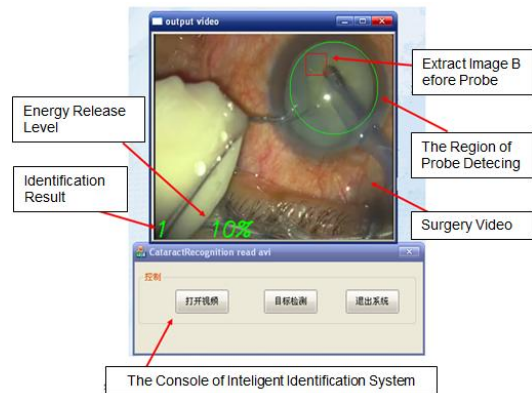 output video
Extract Image B
efore Probe
Energy Release
Level
The Region of
Probe Detecing
Identification
Result
Surgery Video
1 10%
CataractRecognition read avi
控制
打开视频 目标检测 退出系统
The Console of Inteligent Identification System